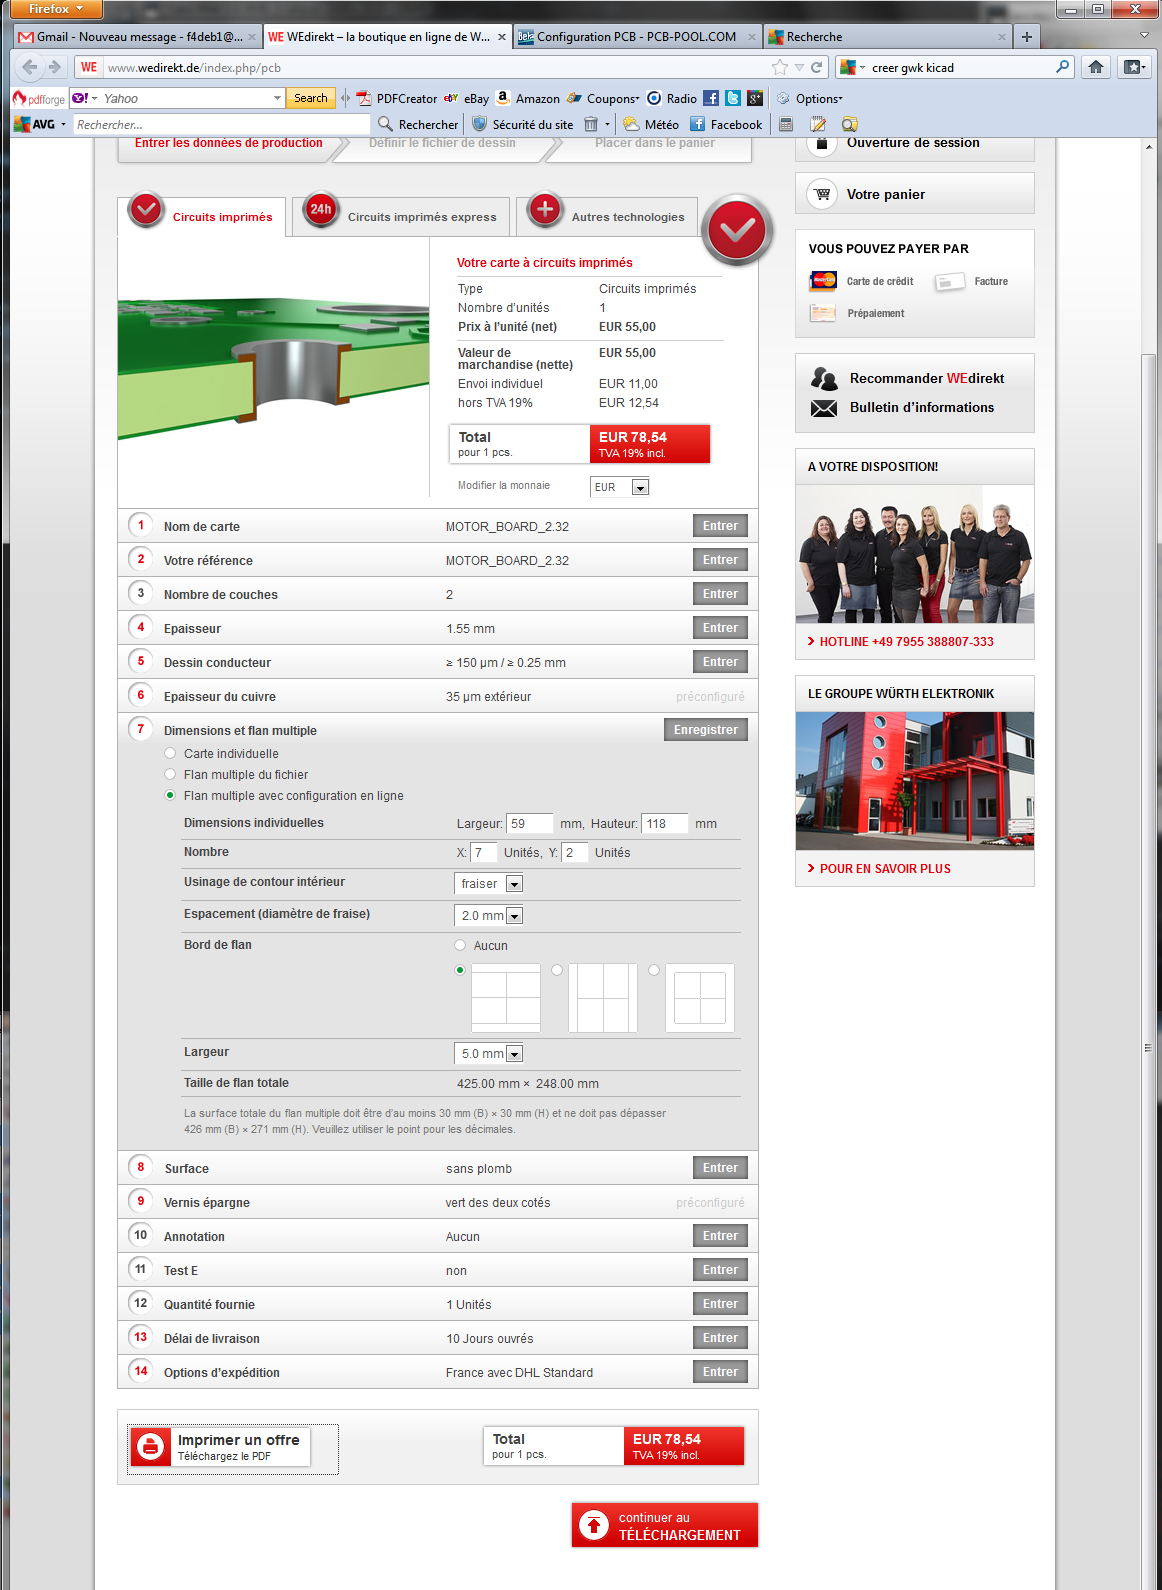 Firefox
Gmail - Nouveau message - f4deb1@...
WE WEdirekt – la boutique en ligne de W...
Beta Configuration PCB - PCB-POOL.COM
Recherche
WE www.wedirekt.de/index.php/pcb
creer gwk kicad
pdfforge Yahoo Search PDFCreator eBay Amazon Coupons Radio Options
AVG Rechercher... Rechercher Sécurité du site Météo Facebook
Entrer les données de production
Définir le fichier de dessin
Placer dans le panier
Ouverture de session
Votre panier
Circuits imprimés
24h Circuits imprimés express
Autres technologies
VOUS POUVEZ PAYER PAR
MasterCard Carte de crêdit
Facture
Prépaiement
Votre carte à circuits imprimés
Type Circuits imprimés
Nombre d'unités 1
Prix à l'unité (net) EUR 55,00
Valeur de marchandise (nette) EUR 55,00
Envoi individuel EUR 11,00
hors TVA 19% EUR 12,54
Total EUR 78,54
pour 1 pcs. TVA 19% incl.
Modifier la monnaie EUR
Recommander WEdirekt
Bulletin d'informations
A VOTRE DISPOSITION!
HOTLINE +49 7955 388807-333
LE GROUPE WÜRTH ELEKTRONIK
POUR EN SAVOIR PLUS
1 Nom de carte MOTOR_BOARD_2.32 Entrer
2 Votre référence MOTOR_BOARD_2.32 Entrer
3 Nombre de couches 2 Entrer
4 Epaisseur 1.55 mm Entrer
5 Dessin conducteur ≥ 150 µm / ≥ 0.25 mm Entrer
6 Epaisseur du cuivre 35 µm extérieur préconfiguré
7 Dimensions et flan multiple Enregistrer
Carte individuelle
Flan multiple du fichier
Flan multiple avec configuration en ligne
Dimensions individuelles Largeur: 59 mm, Hauteur: 118 mm
Nombre X: 7 Unités, Y: 2 Unités
Usinage de contour intérieur fraiser
Espacement (diamètre de fraise) 2.0 mm
Bord de flan Aucun
Largeur 5.0 mm
Taille de flan totale 425.00 mm × 248.00 mm
La surface totale du flan multiple doit être d'au moins 30 mm (B) × 30 mm (H) et ne doit pas dépasser
426 mm (B) × 271 mm (H). Veuillez utiliser le point pour les décimales.
8 Surface sans plomb Entrer
9 Vernis épargne vert des deux cotés préconfiguré
10 Annotation Aucun Entrer
11 Test E non Entrer
12 Quantité fournie 1 Unités Entrer
13 Délai de livraison 10 Jours ouvrés Entrer
14 Options d'expédition France avec DHL Standard Entrer
Imprimer un offre
Téléchargez le PDF
Total EUR 78,54
pour 1 pcs. TVA 19% incl.
continuer au
TÉLÉCHARGEMENT